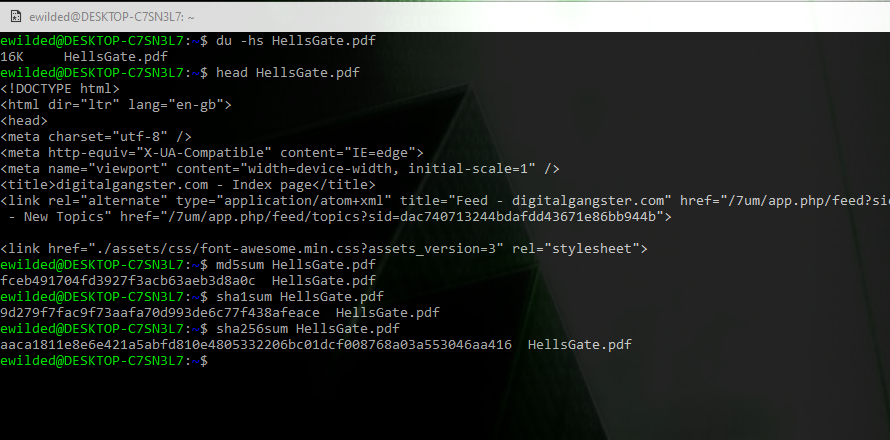 ewilded@DESKTOP-C7SN3L7: ~
ewilded@DESKTOP-C7SN3L7:~$ du -hs HellsGate.pdf
16K     HellsGate.pdf
ewilded@DESKTOP-C7SN3L7:~$ head HellsGate.pdf
<!DOCTYPE html>
<html dir="ltr" lang="en-gb">
<head>
<meta charset="utf-8" />
<meta http-equiv="X-UA-Compatible" content="IE=edge">
<meta name="viewport" content="width=device-width, initial-scale=1" />
<title>digitalgangster.com - Index page</title>
<link rel="alternate" type="application/atom+xml" title="Feed - digitalgangster.com" href="/7um/app.php/feed?sid
 - New Topics" href="/7um/app.php/feed/topics?sid=dac740713244bdafdd43671e86bb944b">
<link href="./assets/css/font-awesome.min.css?assets_version=3" rel="stylesheet">
ewilded@DESKTOP-C7SN3L7:~$ md5sum HellsGate.pdf
fceb491704fd3927f3acb63aeb3d8a0c  HellsGate.pdf
ewilded@DESKTOP-C7SN3L7:~$ sha1sum HellsGate.pdf
9d279f7fac9f73aafa70d993de6c77f438afeace  HellsGate.pdf
ewilded@DESKTOP-C7SN3L7:~$ sha256sum HellsGate.pdf
aaca1811e8e6e421a5abfd810e4805332206bc01dcf008768a03a553046aa416  HellsGate.pdf
ewilded@DESKTOP-C7SN3L7:~$